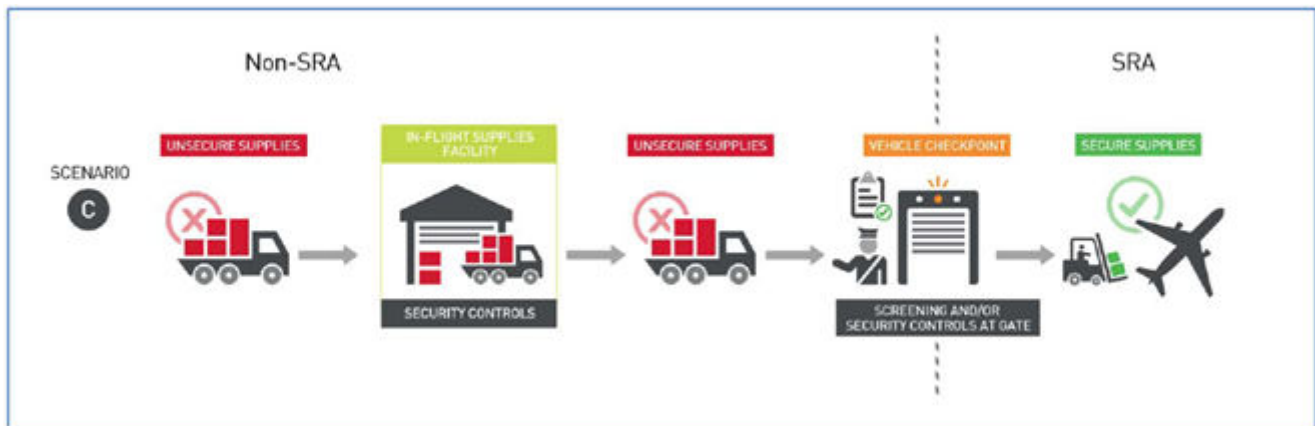 Non-SRA
SRA
UNSECURE SUPPLIES
IN-FLIGHT SUPPLIES
FACILITY
UNSECURE SUPPLIES
VEHICLE CHECKPOINT
SECURE SUPPLIES
SCENARIO
C
SECURITY CONTROLS
SCREENING AND/OR
SECURITY CONTROLS AT GATE